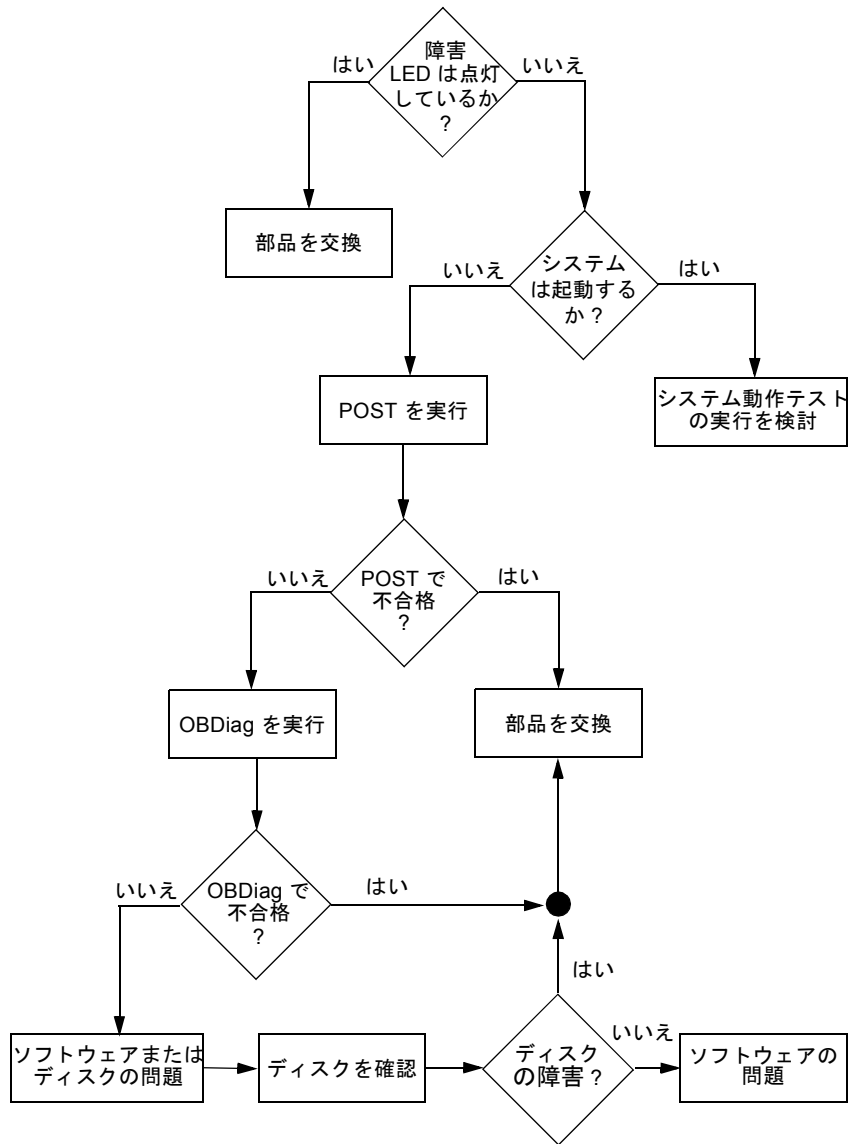 障害
LED は点灯
しているか
?
はい
いいえ
部品を交換
システム
は起動する
か ?
いいえ
はい
POST を実行
システム動作テスト
の実行を検討
POST で
不合格
?
いいえ
はい
OBDiag を実行
部品を交換
OBDiag で
不合格
?
いいえ
はい
はい
ソフトウェアまたは
ディスクの問題
ディスクを確認
ディスク
の障害 ?
いいえ
ソフトウェアの
問題